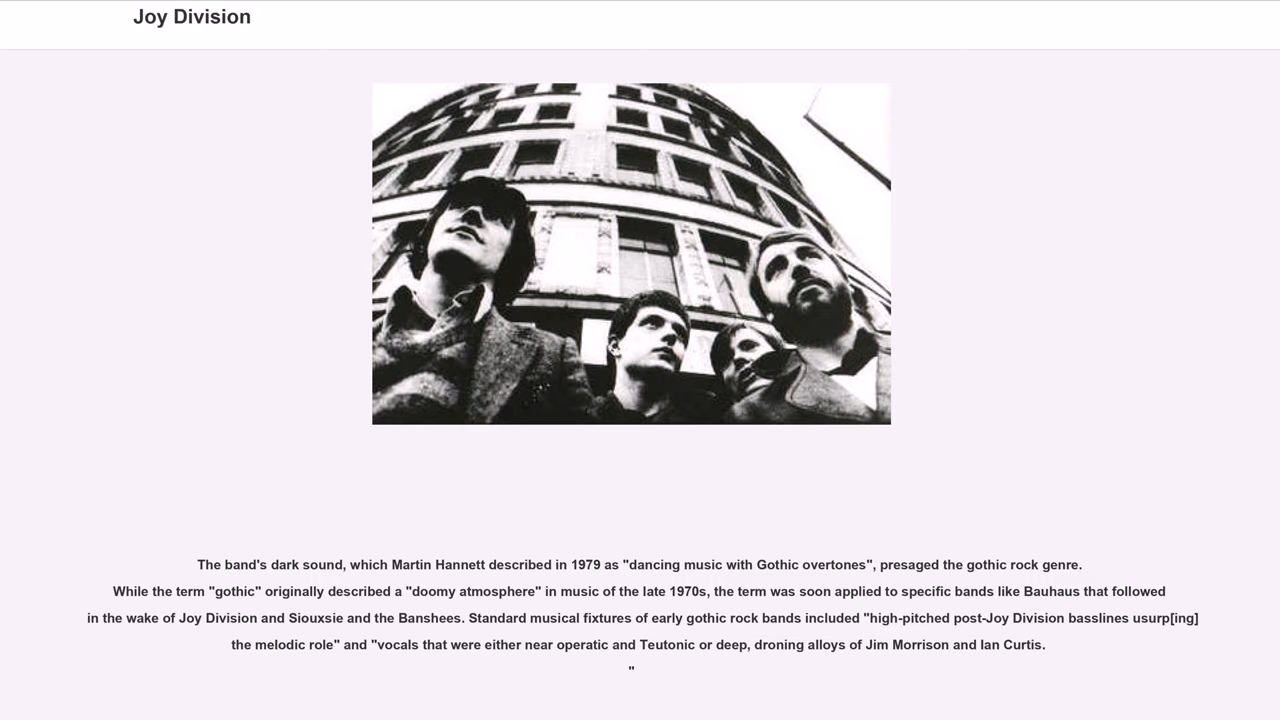 Joy Division
The band's dark sound, which Martin Hannett described in 1979 as "dancing music with Gothic overtones", presaged the gothic rock genre.
While the term "gothic" originally described a "doomy atmosphere" in music of the late 1970s, the term was soon applied to specific bands like Bauhaus that followed
in the wake of Joy Division and Siouxsie and the Banshees. Standard musical fixtures of early gothic rock bands included "high-pitched post-Joy Division basslines usurp[ing]
the melodic role" and "vocals that were either near operatic and Teutonic or deep, droning alloys of Jim Morrison and Ian Curtis.
"